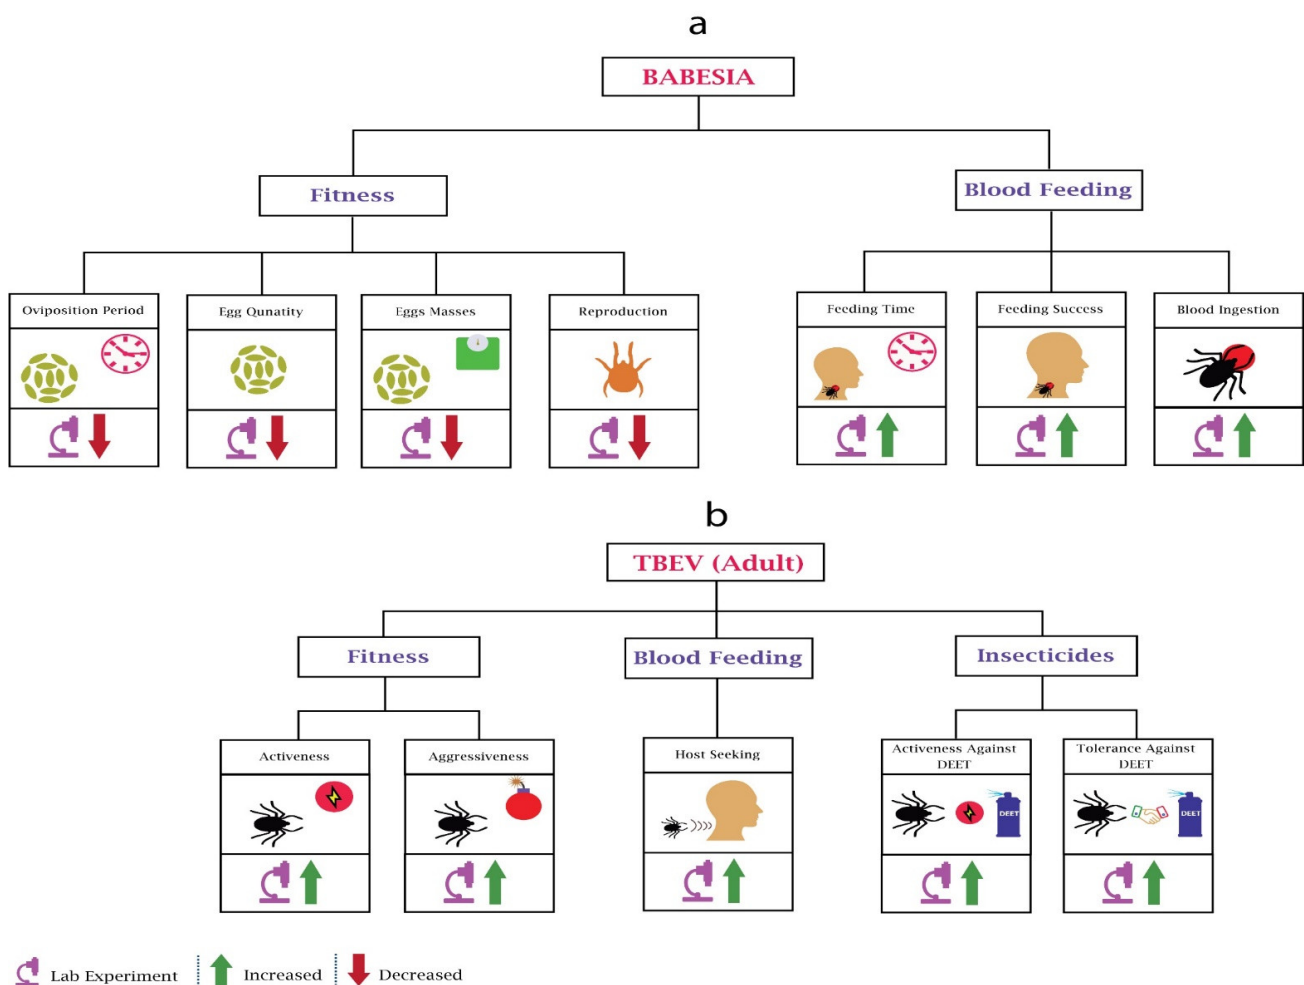 a
BABESIA
Fitness
Blood Feeding
Oviposition Period
Egg Qunatity
Eggs Masses
Reproduction
Feeding Time
Feeding Success
Blood Ingestion
b
TBEV (Adult)
Fitness
Blood Feeding
Insecticides
Activeness
Aggressiveness
Host Seeking
Activeness Against
DEET
Tolerance Against
DEET
DEET
DEET
Lab Experiment
Increased
Decreased